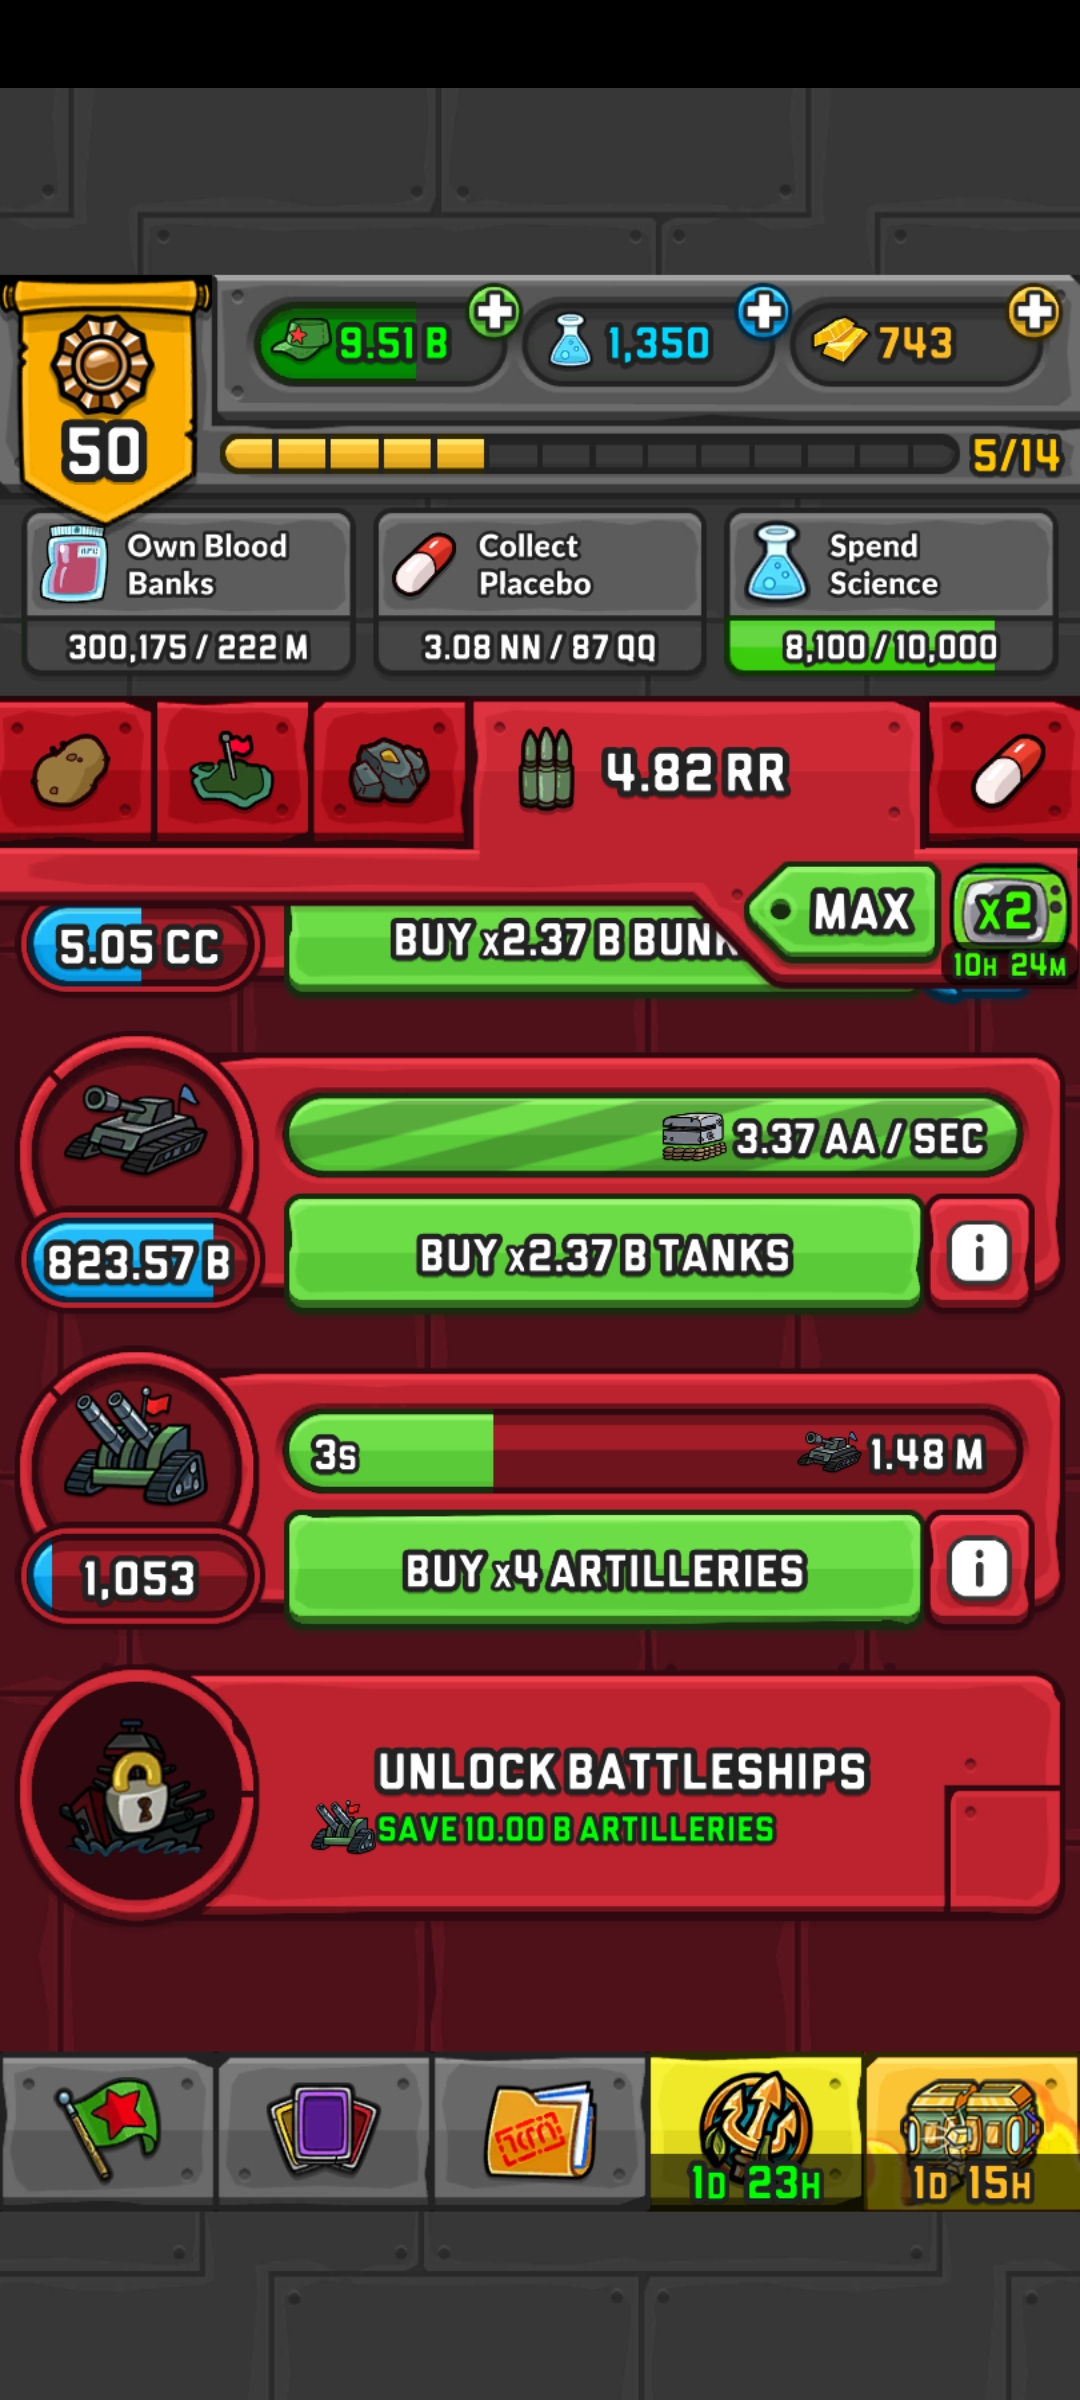 9.51 B
1,350
743
50
5/14
Own Blood
Banks
300,175 / 222 M
Collect
Placebo
3.08 NN / 87 QQ
Spend
Science
8,100 / 10,000
4.82 RR
MAX
x2
10H 24M
5.05 CC
BUY x2.37 B
3.37 AA / SEC
823.57 B
BUY x2.37 B TANKS
i
3s
1.48 M
1,053
BUY x4 ARTILLERIES
i
UNLOCK BATTLESHIPS
SAVE 10.00 B ARTILLERIES
1D 23H
1D 15H